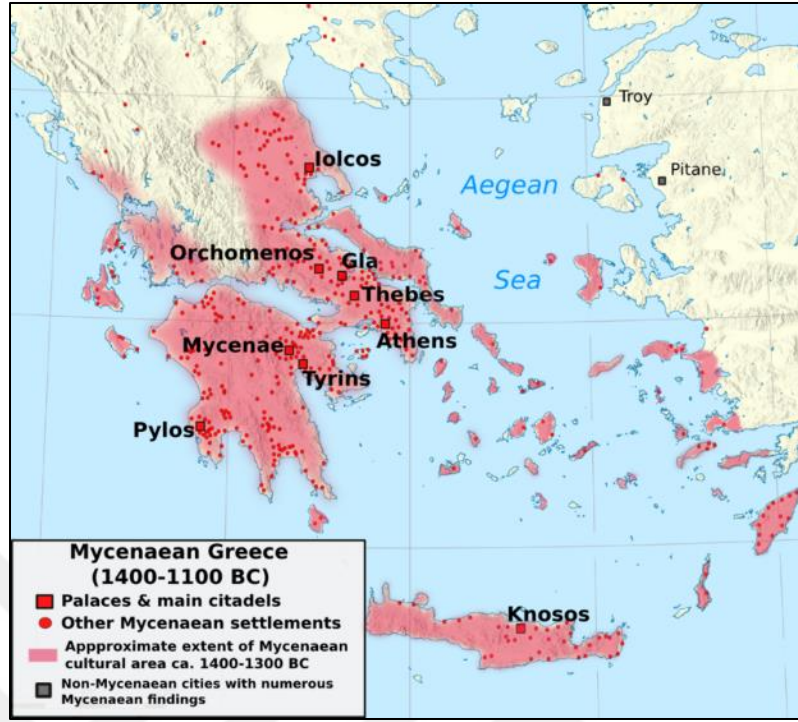 Troy
Iolcos
Aegean
Pitane
Orchomenos
Gla
Sea
Thebes
Mycenae
Athens
Tyrins
Pylos
Mycenaean Greece
(1400-1100 BC)
Palaces & main citadels
Other Mycenaean settlements
Appproximate extent of Mycenaean
cultural area ca. 1400-1300 BC
Non-Mycenaean cities with numerous
Mycenaean findings
Knosos